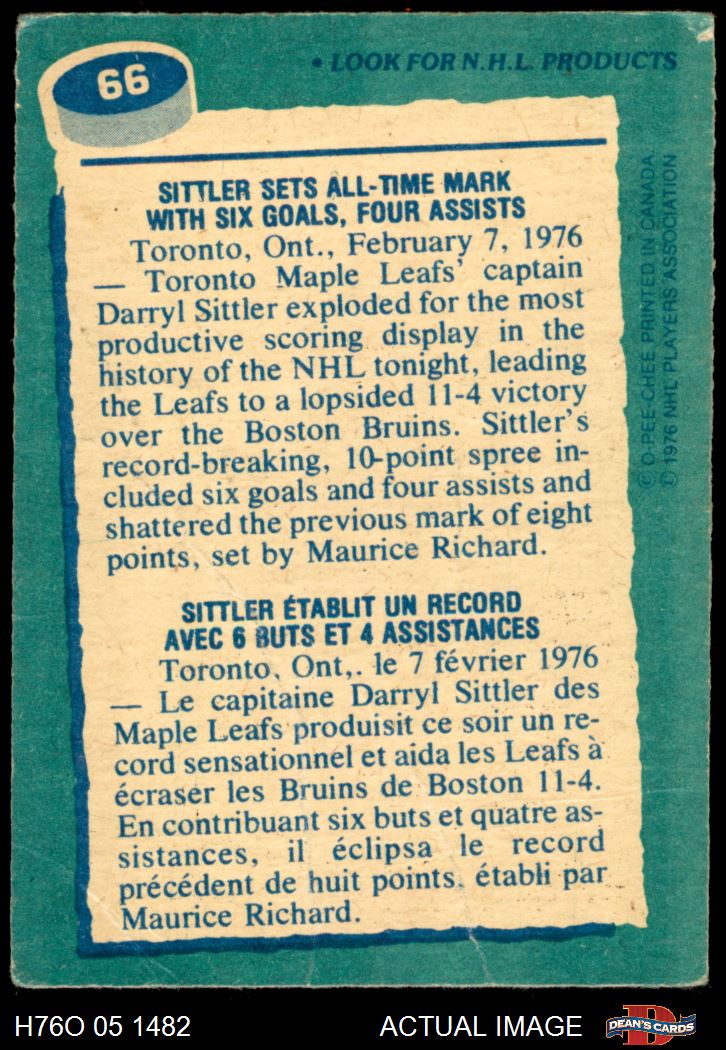 66
• LOOK FOR N.H.L. PRODUCTS
SITTLER SETS ALL-TIME MARK
WITH SIX GOALS, FOUR ASSISTS
Toronto, Ont., February 7, 1976
— Toronto Maple Leafs' captain
Darryl Sittler exploded for the most
productive scoring display in the
history of the NHL tonight, leading
the Leafs to a lopsided 11-4 victory
over the Boston Bruins. Sittler's
record-breaking, 10-point spree in-
cluded six goals and four assists and
shattered the previous mark of eight
points, set by Maurice Richard.
SITTLER ÉTABLIT UN RECORD
AVEC 6 BUTS ET 4 ASSISTANCES
Toronto, Ont,. le 7 février 1976
— Le capitaine Darryl Sittler des
Maple Leafs produisit ce soir un re-
cord sensationnel et aida les Leafs à
écraser les Bruins de Boston 11-4.
En contribuant six buts et quatre as-
sistances, il éclipsa le record
précédent de huit points, établi par
Maurice Richard.
© O-PEE-CHEE PRINTED IN CANADA.
© 1976 NHL PLAYERS ASSOCIATION
H76O 05 1482
ACTUAL IMAGE
D
DEAN'S CARDS